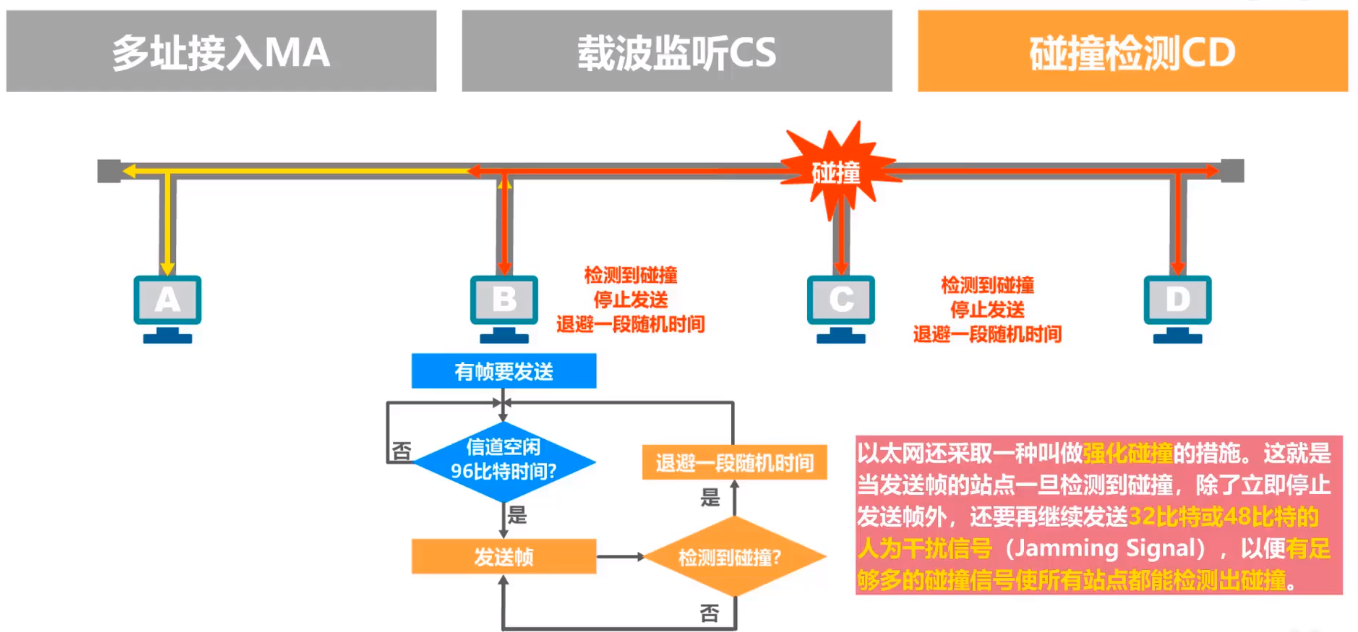 多址接入MA
载波监听CS
碰撞检测CD
碰撞
A
B
C
D
检测到碰撞
停止发送
退避一段随机时间
检测到碰撞
停止发送
退避一段随机时间
有帧要发送
否
信道空闲
96比特时间?
是
发送帧
退避一段随机时间
是
检测到碰撞?
否
以太网还采取一种叫做强化碰撞的措施。这就是
当发送帧的站点一旦检测到碰撞，除了立即停止
发送帧外，还要再继续发送32比特或48比特的
人为干扰信号（Jamming Signal），以便有足
够多的碰撞信号使所有站点都能检测出碰撞。